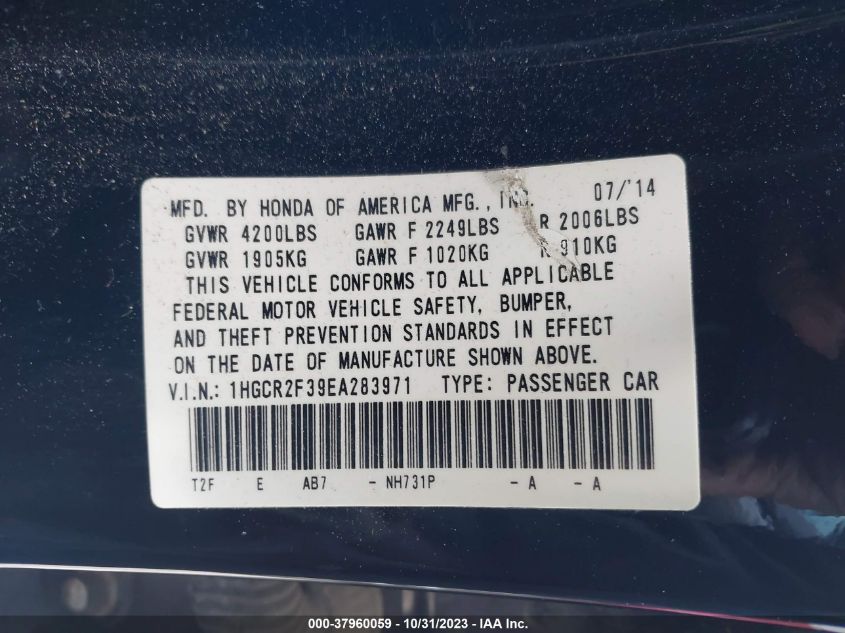 MFD. BY HONDA OF AMERICA MFG., INC. 07/'14
GVWR 4200LBS GAWR F 2249LBS R 2006LBS
GVWR 1905KG GAWR F 1020KG R 910KG
THIS VEHICLE CONFORMS TO ALL APPLICABLE
FEDERAL MOTOR VEHICLE SAFETY, BUMPER,
AND THEFT PREVENTION STANDARDS IN EFFECT
ON THE DATE OF MANUFACTURE SHOWN ABOVE.
V.I.N.: 1HGCR2F39EA283971 TYPE: PASSENGER CAR
T2F E AB7 - NH731P - A - A
000-37960059 - 10/31/2023 - IAA Inc.